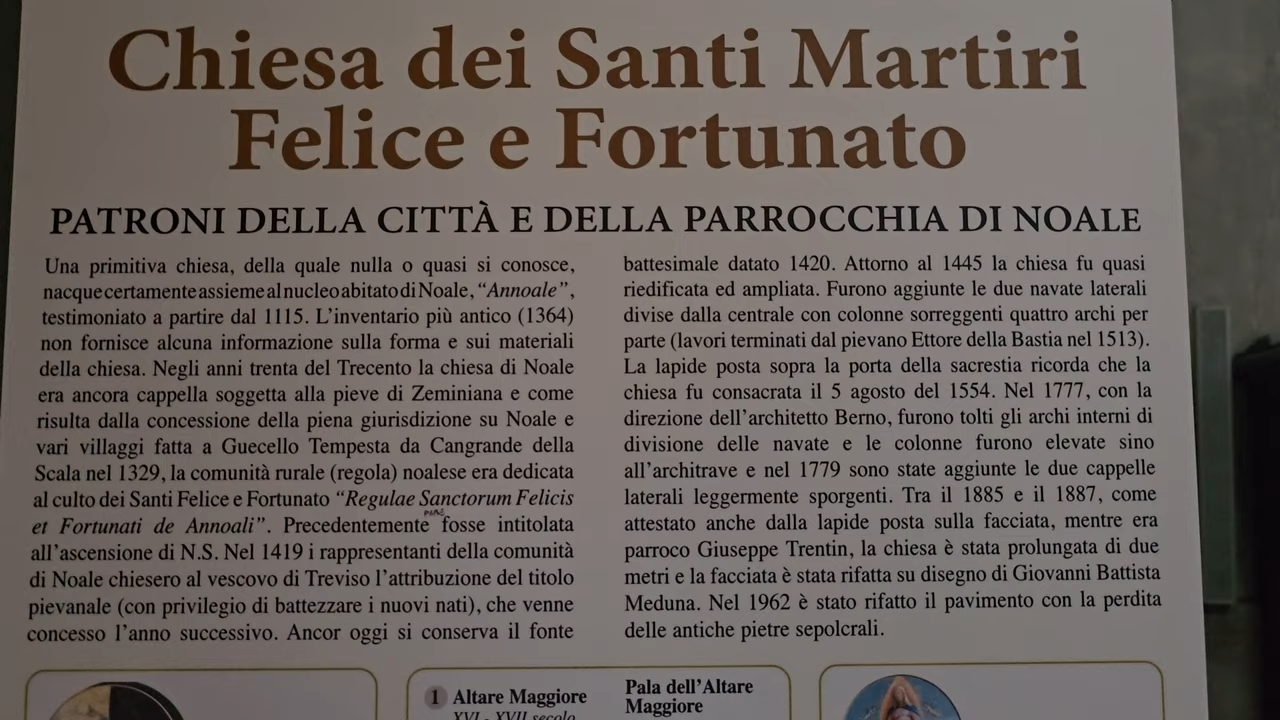 Chiesa dei Santi Martiri
Felice e Fortunato
PATRONI DELLA CITTÀ E DELLA PARROCCHIA DI NOALE
Una primitiva chiesa, della quale nulla o quasi si conosce,
nacque certamente assieme al nucleo abitato di Noale, “Annoale”,
testimoniato a partire dal 1115. L’inventario più antico (1364)
non fornisce alcuna informazione sulla forma e sui materiali
della chiesa. Negli anni trenta del Trecento la chiesa di Noale
era ancora cappella soggetta alla pieve di Zeminiana e come
risulta dalla concessione della piena giurisdizione su Noale e
vari villaggi fatta a Guecello Tempesta da Cangrande della
Scala nel 1329, la comunità rurale (regola) noalese era dedicata
al culto dei Santi Felice e Fortunato “Regulae Sanctorum Felicis
et Fortunati de Annoali”. Precedentemente pare fosse intitolata
all’ascensione di N.S. Nel 1419 i rappresentanti della comunità
di Noale chiesero al vescovo di Treviso l’attribuzione del titolo
pievanale (con privilegio di battezzare i nuovi nati), che venne
concesso l’anno successivo. Ancor oggi si conserva il fonte
battesimale datato 1420. Attorno al 1445 la chiesa fu quasi
riedificata ed ampliata. Furono aggiunte le due navate laterali
divise dalla centrale con colonne sorreggenti quattro archi per
parte (lavori terminati dal pievano Ettore della Bastia nel 1513).
La lapide posta sopra la porta della sacrestia ricorda che la
chiesa fu consacrata il 5 agosto del 1554. Nel 1777, con la
direzione dell’architetto Berno, furono tolti gli archi interni di
divisione delle navate e le colonne furono elevate sino
all’architrave e nel 1779 sono state aggiunte le due cappelle
laterali leggermente sporgenti. Tra il 1885 e il 1887, come
attestato anche dalla lapide posta sulla facciata, mentre era
parroco Giuseppe Trentin, la chiesa è stata prolungata di due
metri e la facciata è stata rifatta su disegno di Giovanni Battista
Meduna. Nel 1962 è stato rifatto il pavimento con la perdita
delle antiche pietre sepolcrali.
1 Altare Maggiore
XVI - XVII secolo
Pala dell’Altare
Maggiore